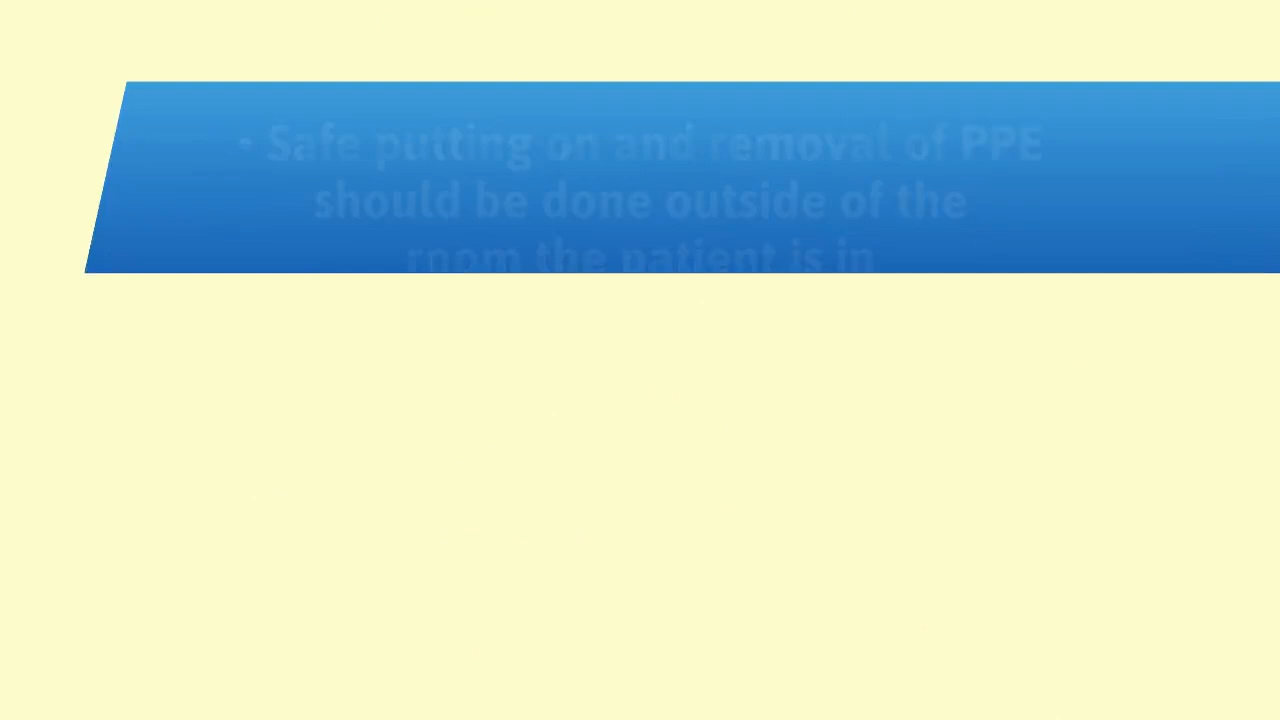 • Safe putting on and removal of PPE
should be done outside of the
room the patient is in